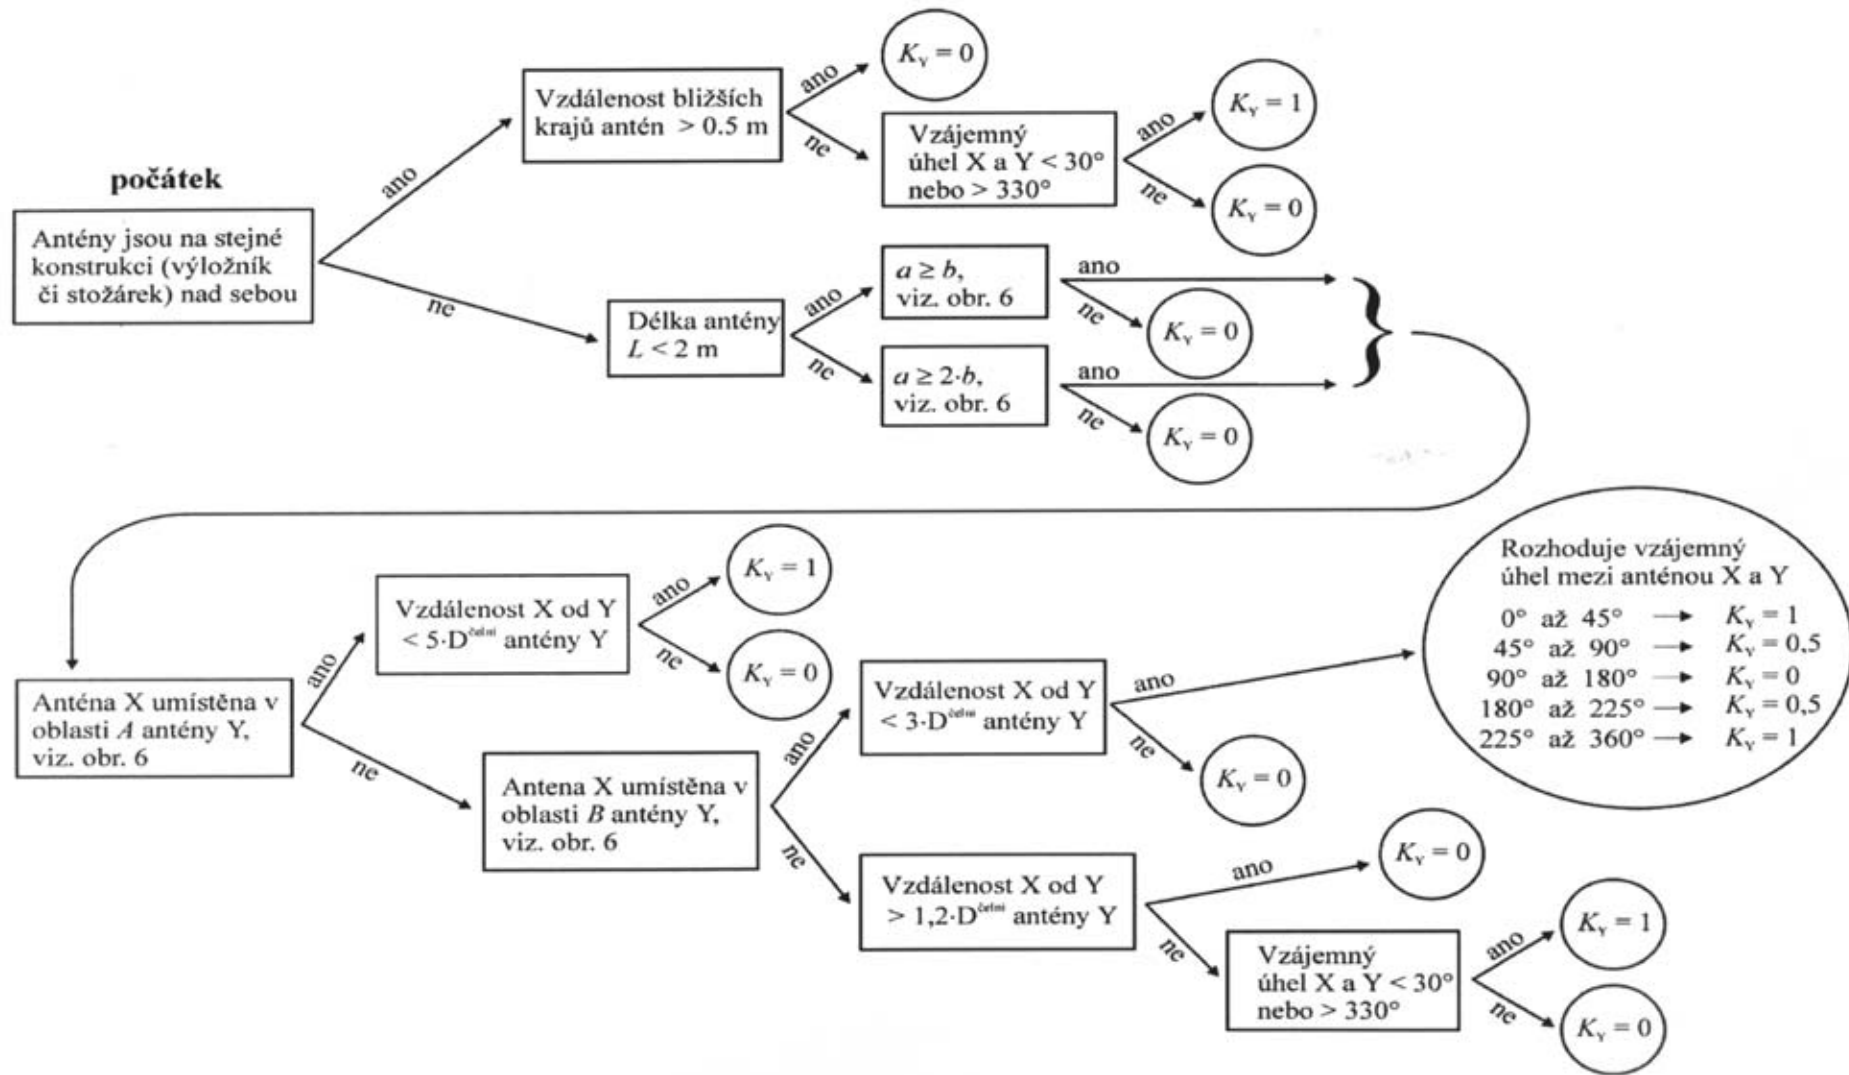 počátek
Antény jsou na stejné
konstrukci (výložník
či stožárek) nad sebou
ano
ne
Vzdálenost bližších
krajů antén > 0.5 m
ano
ne
K_Y = 0
Vzájemný
úhel X a Y < 30°
nebo > 330°
ano
ne
K_Y = 1
K_Y = 0
Délka antény
L < 2 m
ano
ne
a ≥ b,
viz. obr. 6
ano
ne
K_Y = 0
a ≥ 2·b,
viz. obr. 6
ano
ne
K_Y = 0
}
Anténa X umístěna v
oblasti A antény Y,
viz. obr. 6
ano
ne
Vzdálenost X od Y
< 5·D^čelní antény Y
ano
ne
K_Y = 1
K_Y = 0
Antena X umístěna v
oblasti B antény Y,
viz. obr. 6
ano
ne
Vzdálenost X od Y
< 3·D^čelní antény Y
ano
ne
K_Y = 0
Rozhoduje vzájemný
úhel mezi anténou X a Y
0° až 45° → K_Y = 1
45° až 90° → K_Y = 0,5
90° až 180° → K_Y = 0
180° až 225° → K_Y = 0,5
225° až 360° → K_Y = 1
Vzdálenost X od Y
> 1,2·D^čelní antény Y
ano
ne
K_Y = 0
Vzájemný
úhel X a Y < 30°
nebo > 330°
ano
ne
K_Y = 1
K_Y = 0